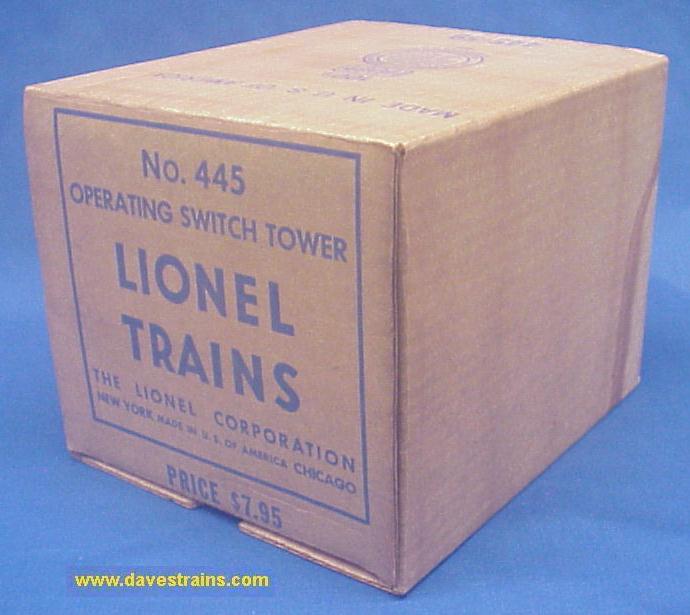 MADE IN U.S. OF AMERICA
No. 445
OPERATING SWITCH TOWER
LIONEL
TRAINS
THE LIONEL CORPORATION
NEW YORK, MADE IN U. S. OF AMERICA CHICAGO
PRICE $7.95
www.davestrains.com